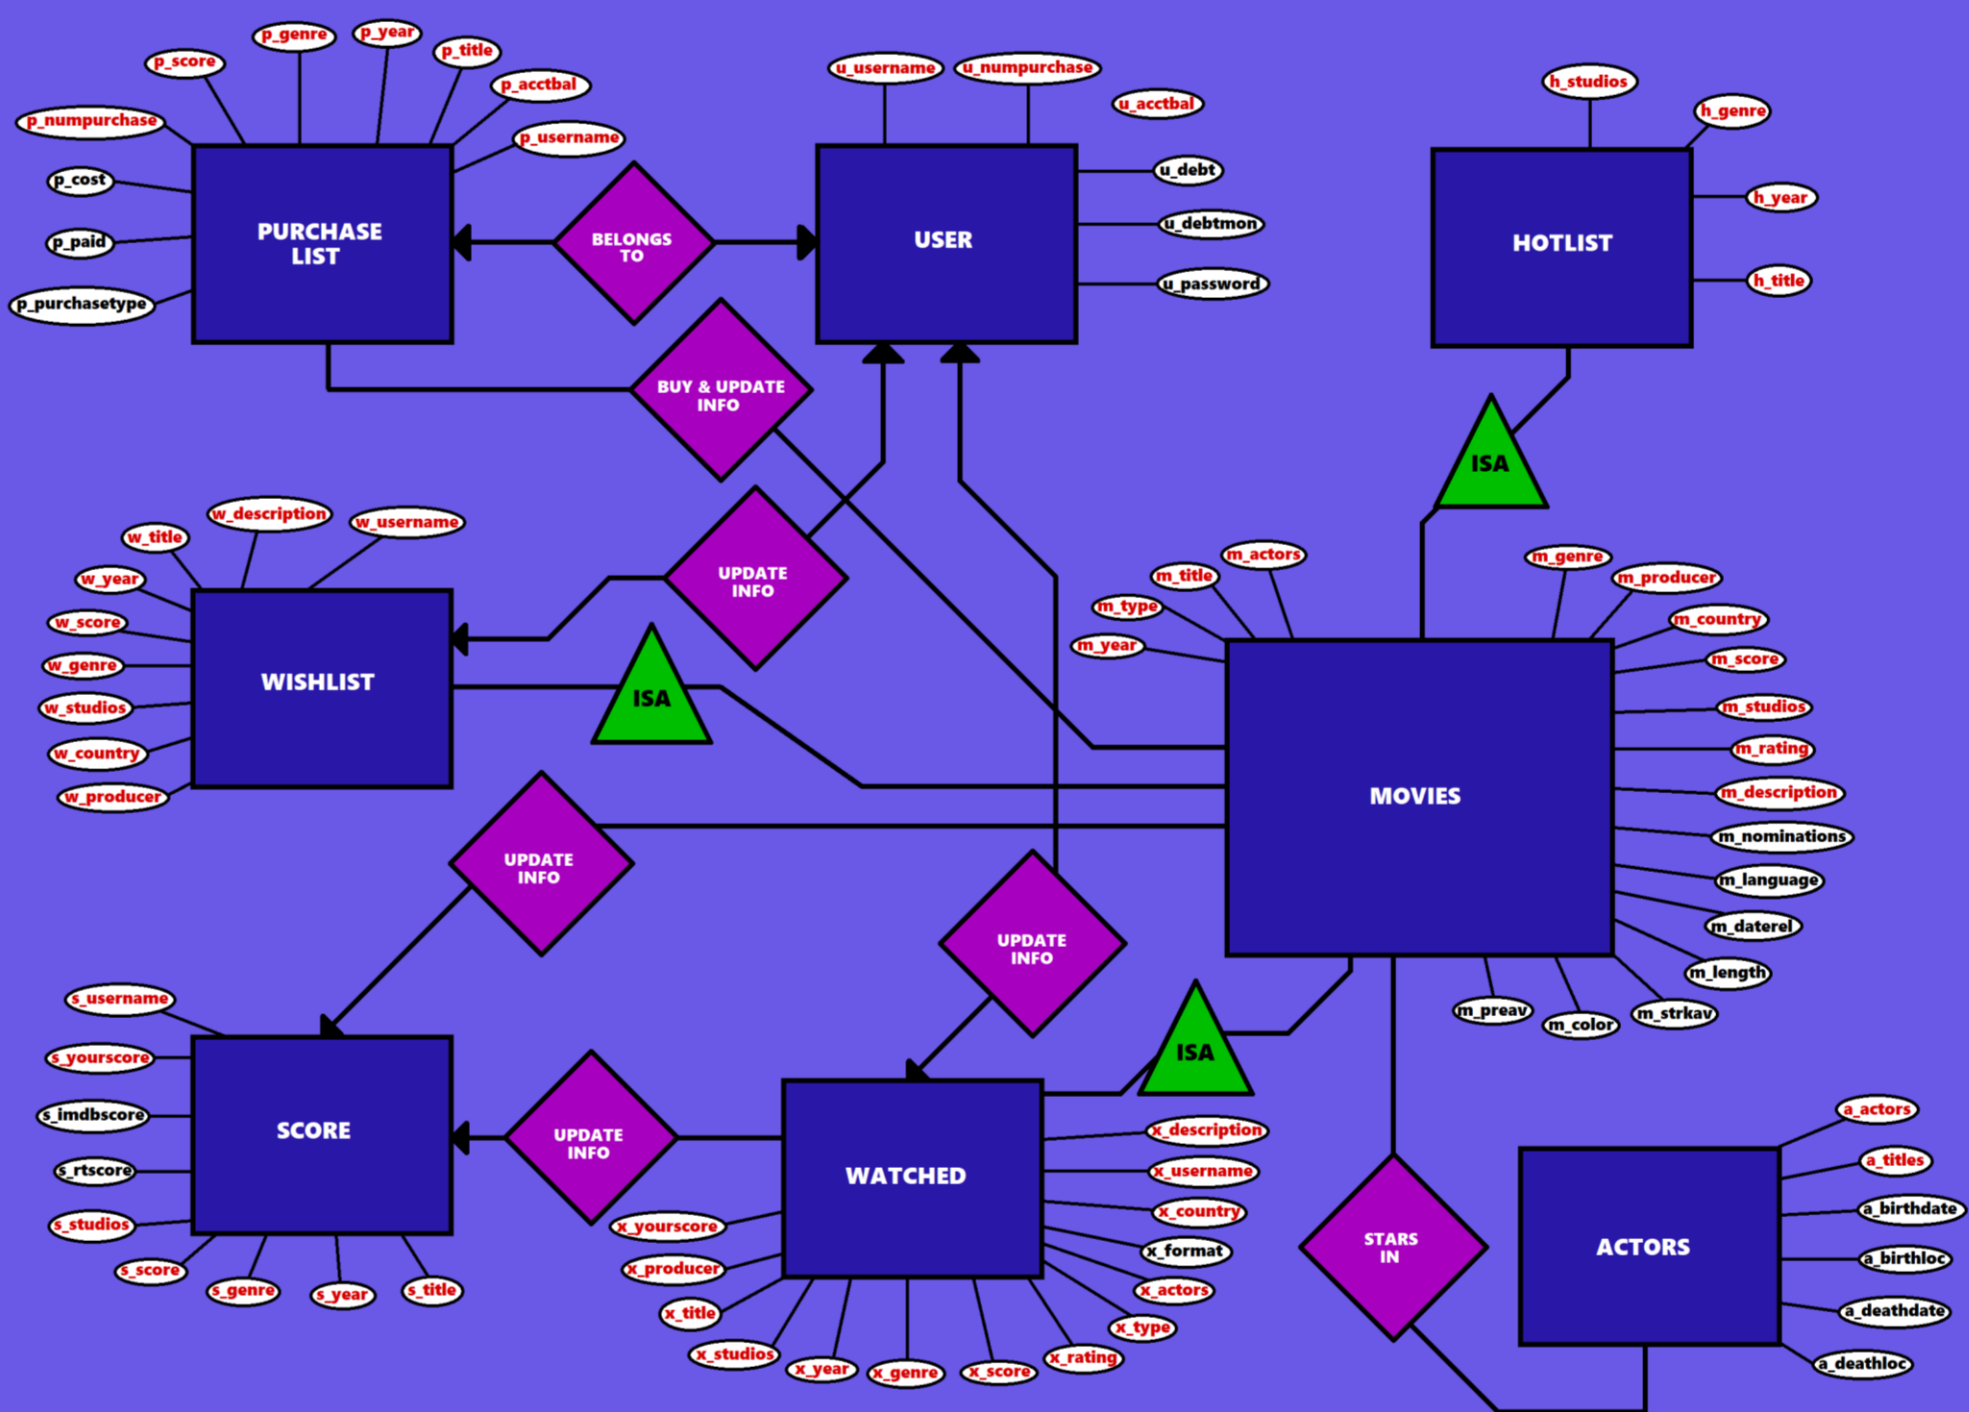 p_genre
p_year
p_title
p_score
p_acctbal
p_numpurchase
p_username
p_cost
p_paid
p_purchasetype
PURCHASE
LIST
BELONGS
TO
u_username
u_numpurchase
u_acctbal
u_debt
u_debtmon
u_password
USER
h_studios
h_genre
h_year
h_title
HOTLIST
BUY & UPDATE
INFO
ISA
w_description
w_username
w_title
w_year
w_score
w_genre
w_studios
w_country
w_producer
WISHLIST
UPDATE
INFO
ISA
m_actors
m_title
m_type
m_year
m_genre
m_producer
m_country
m_score
m_studios
m_rating
m_description
m_nominations
m_language
m_daterel
m_length
m_strkav
m_color
m_preav
MOVIES
UPDATE
INFO
UPDATE
INFO
ISA
s_username
s_yourscore
s_imdbscore
s_rtscore
s_studios
s_score
s_genre
s_year
s_title
SCORE
UPDATE
INFO
WATCHED
x_description
x_username
x_country
x_format
x_actors
x_type
x_rating
x_score
x_genre
x_year
x_studios
x_title
x_producer
x_yourscore
STARS
IN
ACTORS
a_actors
a_titles
a_birthdate
a_birthloc
a_deathdate
a_deathloc